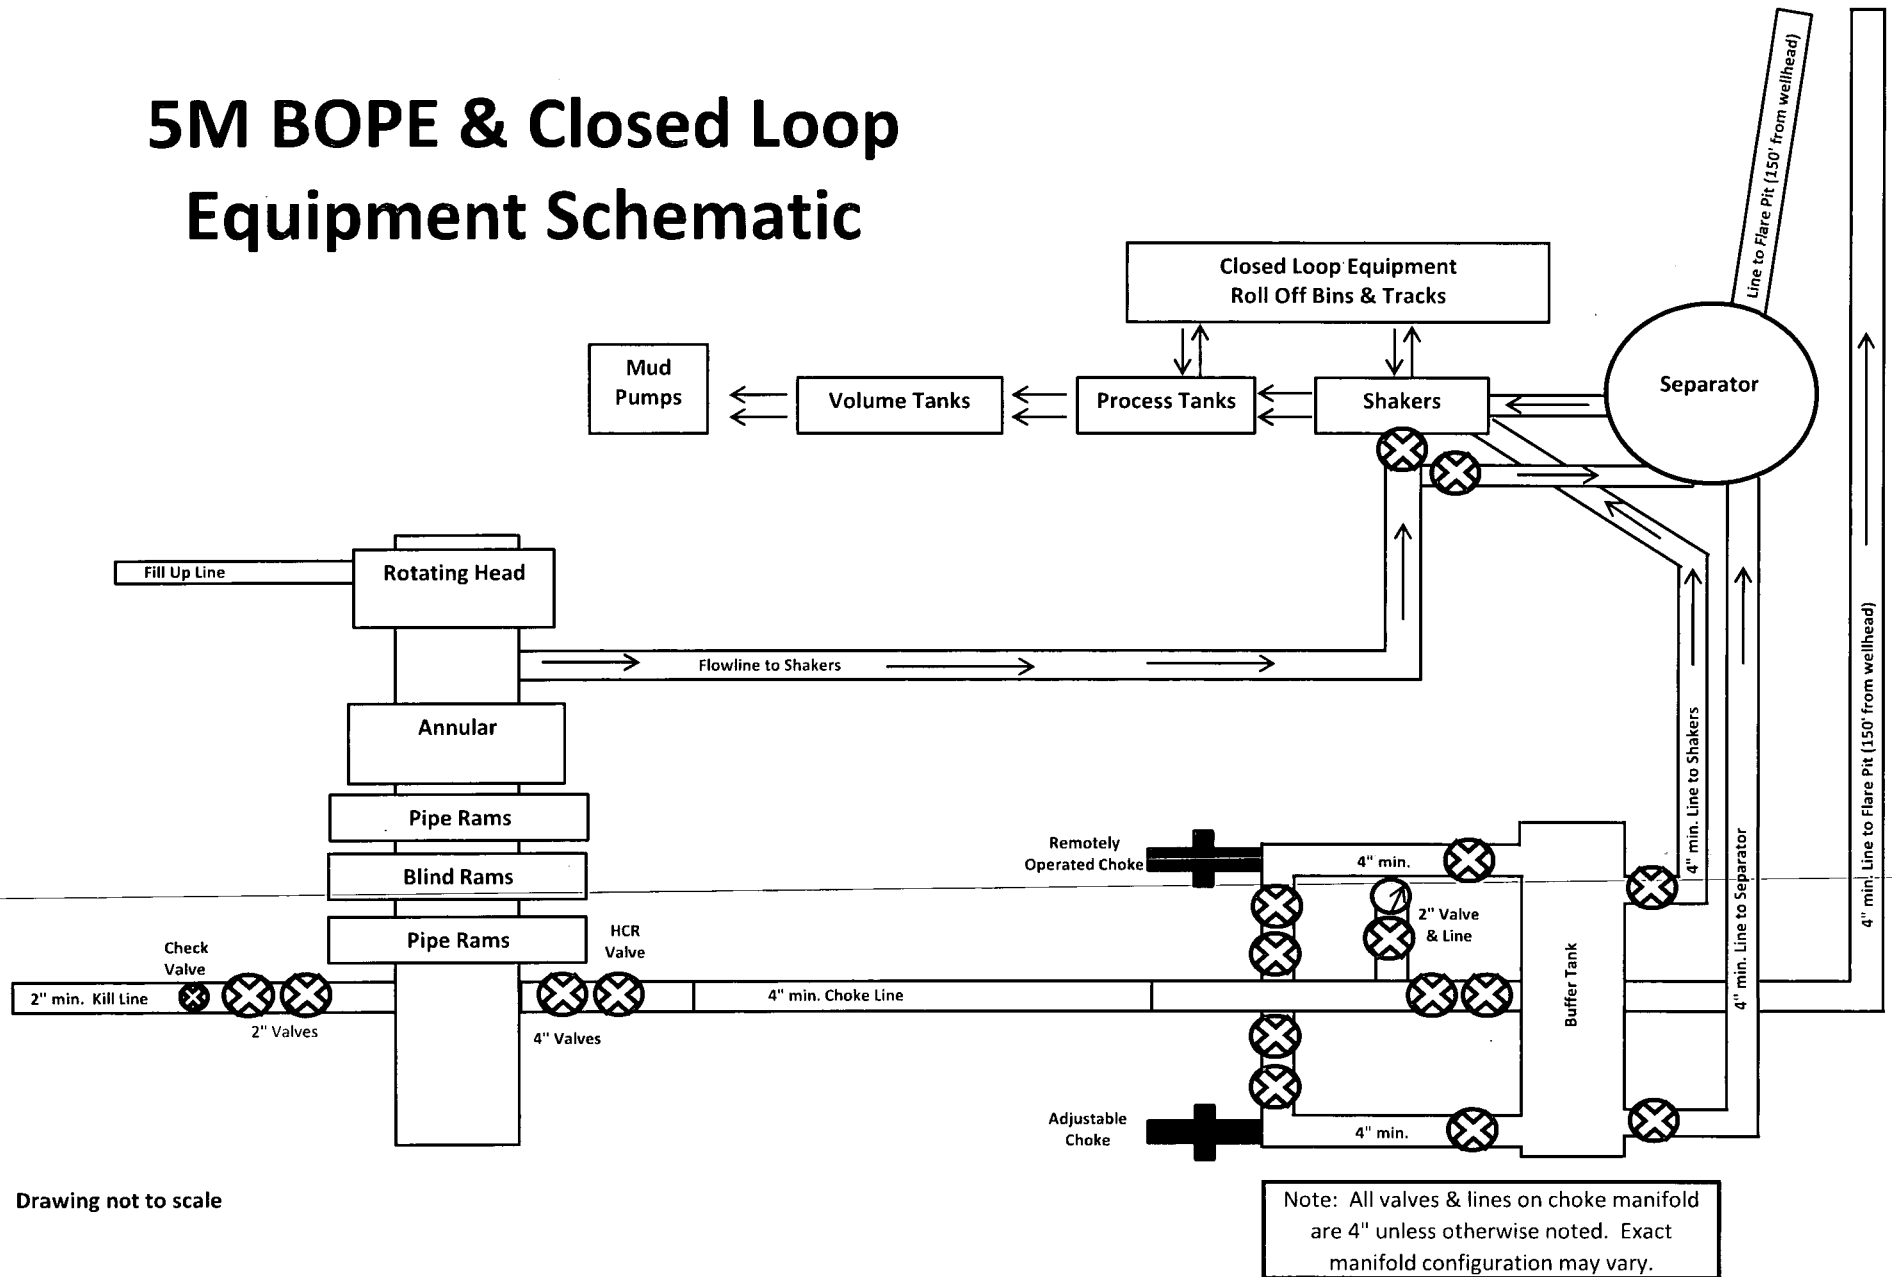 5M BOPE & Closed Loop
Equipment Schematic
Line to Flare Pit (150' from wellhead)
Closed Loop Equipment
Roll Off Bins & Tracks
Mud
Pumps
Volume Tanks
Process Tanks
Shakers
Separator
Fill Up Line
Rotating Head
Flowline to Shakers
Annular
Pipe Rams
Blind Rams
Pipe Rams
Check
Valve
HCR
Valve
2" min. Kill Line
2" Valves
4" Valves
4" min. Choke Line
Remotely
Operated Choke
4" min.
2" Valve
& Line
Adjustable
Choke
4" min.
Buffer Tank
4" min. Line to Shakers
4" min. Line to Separator
4" min. Line to Flare Pit (150' from wellhead)
Drawing not to scale
Note: All valves & lines on choke manifold
are 4" unless otherwise noted. Exact
manifold configuration may vary.